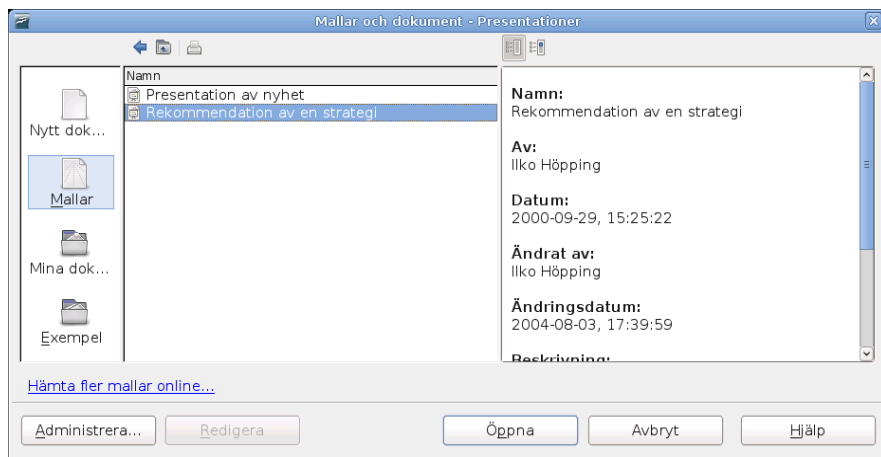 Mallar och dokument - Presentationer
Nytt dok...
Mallar
Mina dok...
Exempel
Namn
Presentation av nyhet
Rekommendation av en strategi
Namn:
Rekommendation av en strategi
Av:
Ilko Höpping
Datum:
2000-09-29, 15:25:22
Ändrat av:
Ilko Höpping
Ändringsdatum:
2004-08-03, 17:39:59
Beskrivning:
Hämta fler mallar online...
Administrera...
Redigera
Öppna
Avbryt
Hjälp